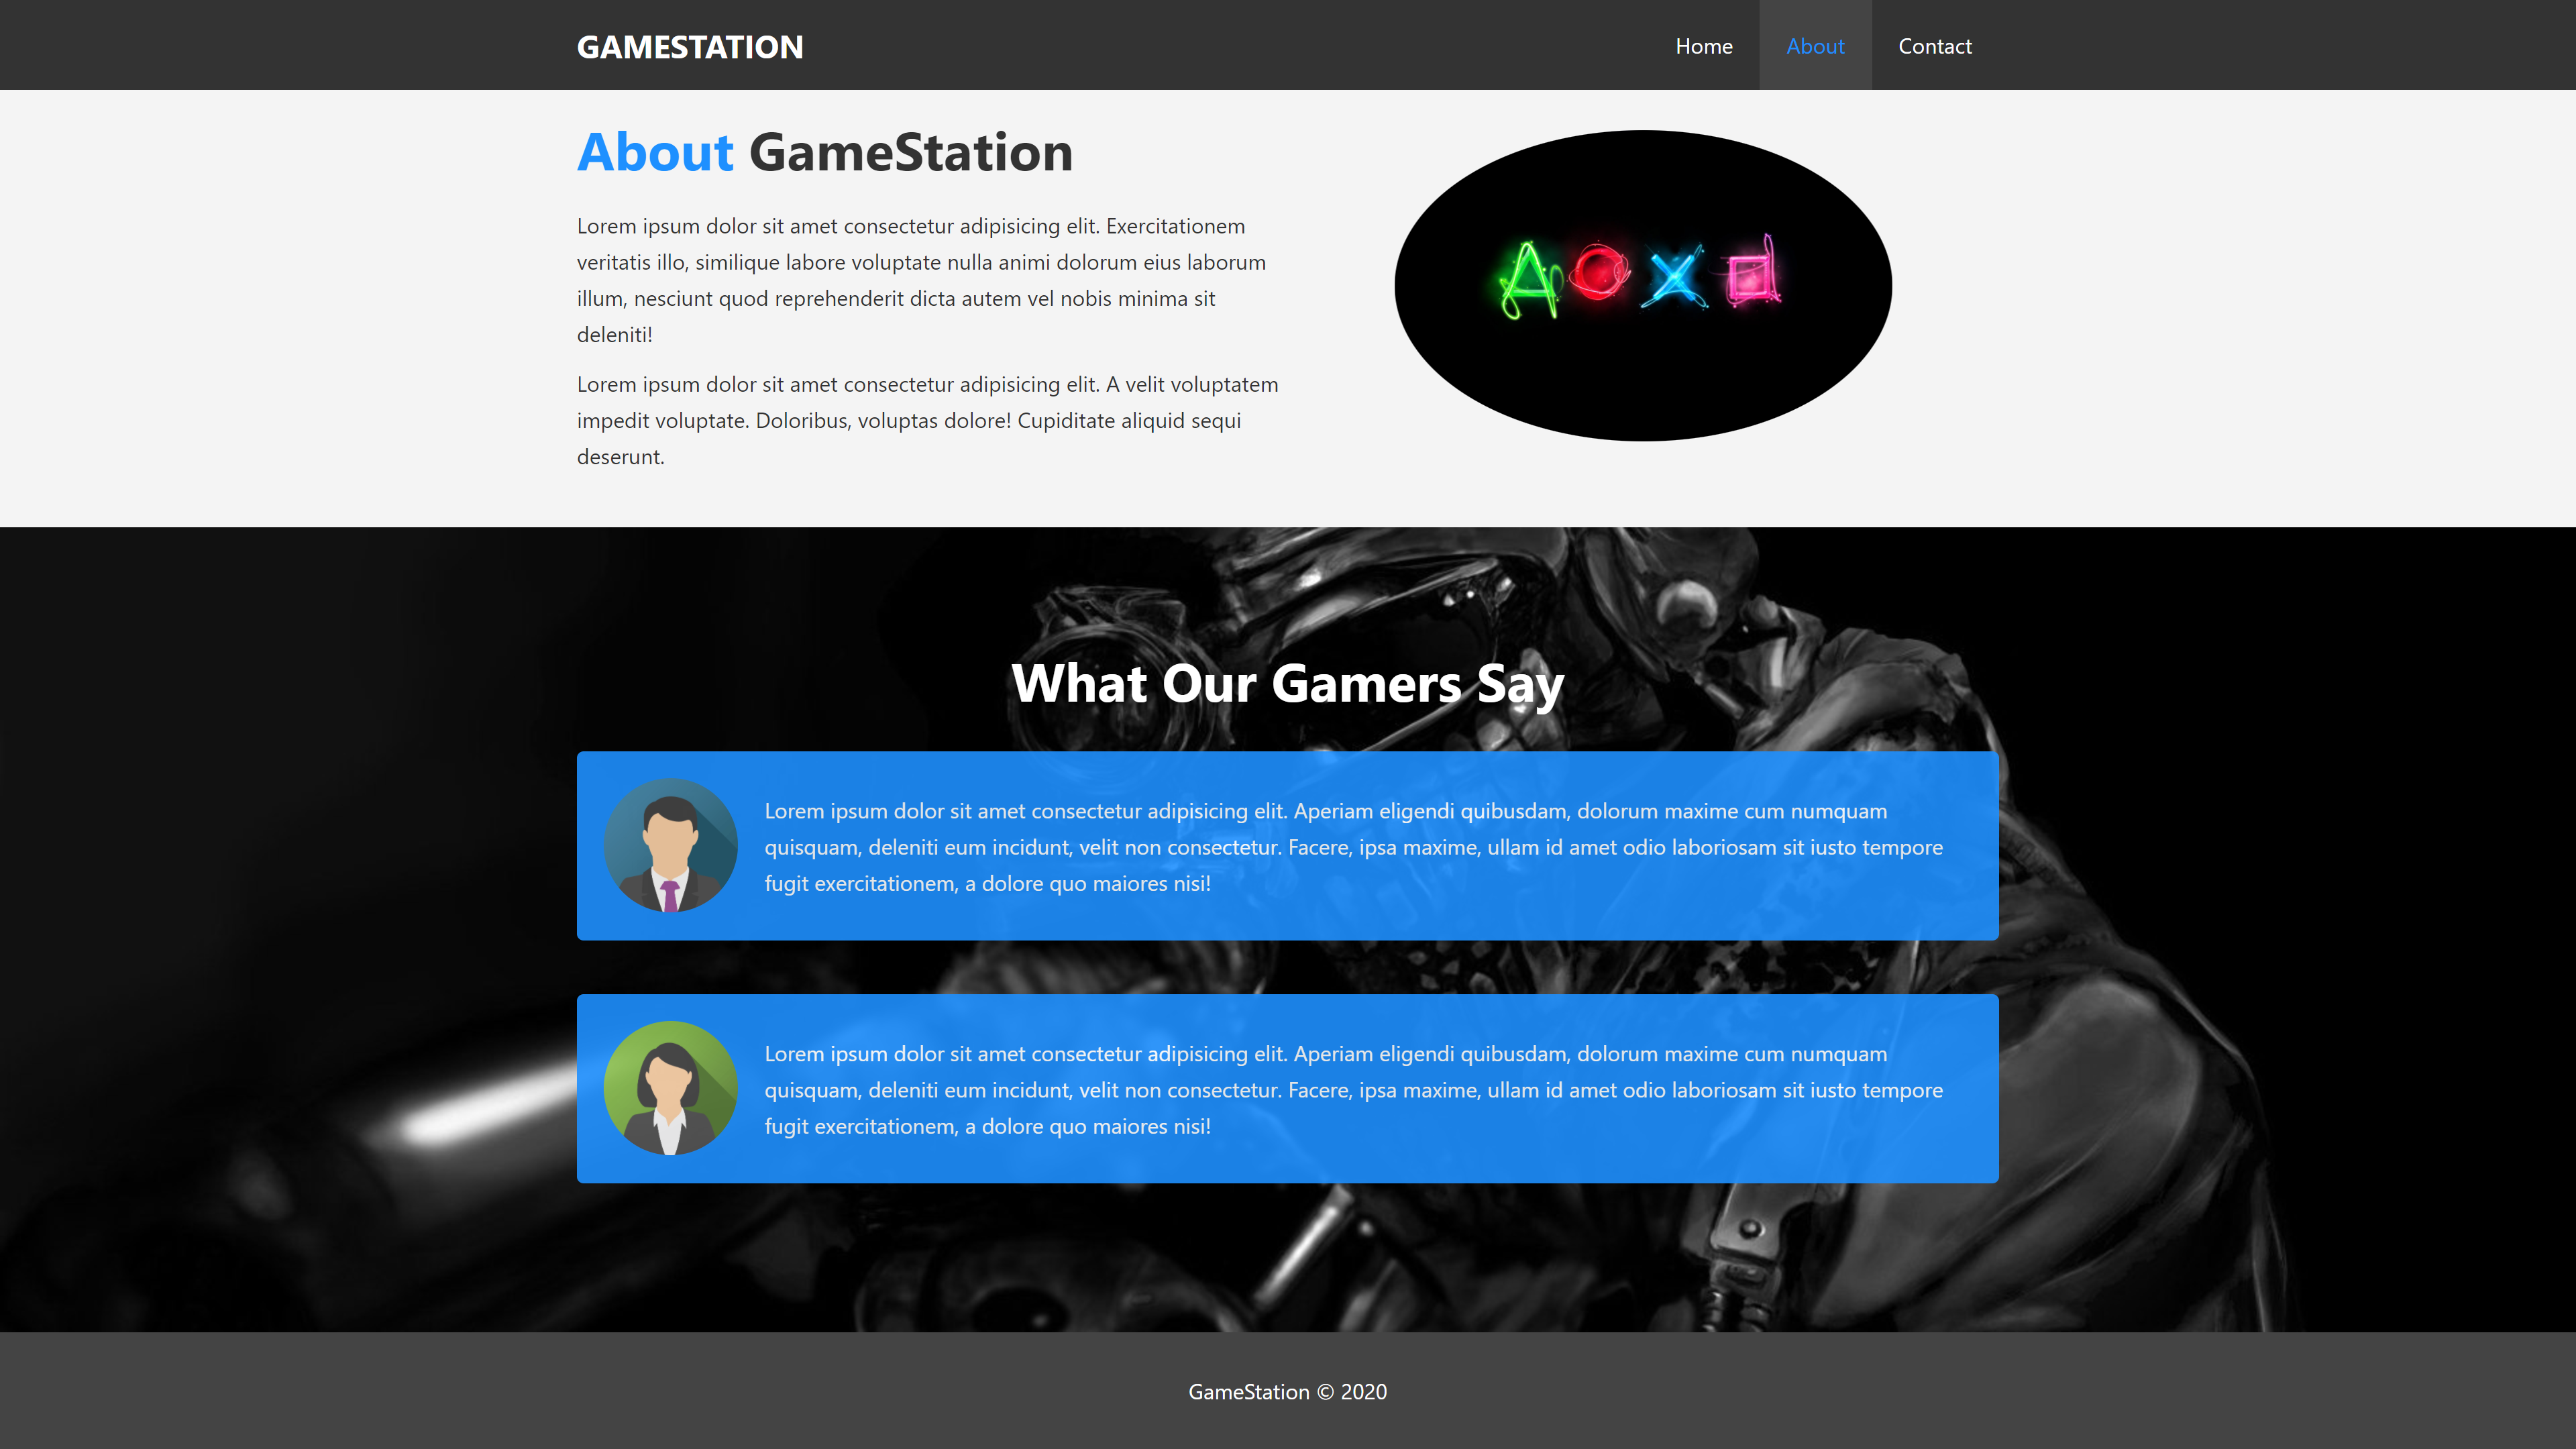 GAMESTATION
Home
About
Contact
About GameStation
Lorem ipsum dolor sit amet consectetur adipisicing elit. Exercitationem
veritatis illo, similique labore voluptate nulla animi dolorum eius laborum
illum, nesciunt quod reprehenderit dicta autem vel nobis minima sit
deleniti!
Lorem ipsum dolor sit amet consectetur adipisicing elit. A velit voluptatem
impedit voluptate. Doloribus, voluptas dolore! Cupiditate aliquid sequi
deserunt.
What Our Gamers Say
Lorem ipsum dolor sit amet consectetur adipisicing elit. Aperiam eligendi quibusdam, dolorum maxime cum numquam
quisquam, deleniti eum incidunt, velit non consectetur. Facere, ipsa maxime, ullam id amet odio laboriosam sit iusto tempore
fugit exercitationem, a dolore quo maiores nisi!
Lorem ipsum dolor sit amet consectetur adipisicing elit. Aperiam eligendi quibusdam, dolorum maxime cum numquam
quisquam, deleniti eum incidunt, velit non consectetur. Facere, ipsa maxime, ullam id amet odio laboriosam sit iusto tempore
fugit exercitationem, a dolore quo maiores nisi!
GameStation © 2020